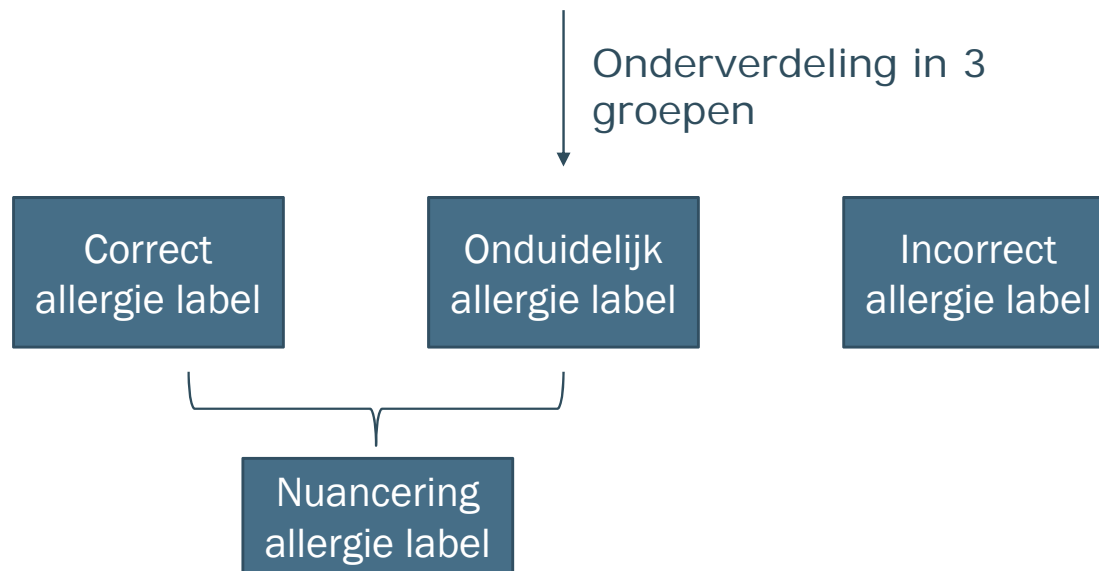 Onderverdeling in 3
groepen
Correct
allergie label
Onduidelijk
allergie label
Incorrect
allergie label
Nuancering
allergie label